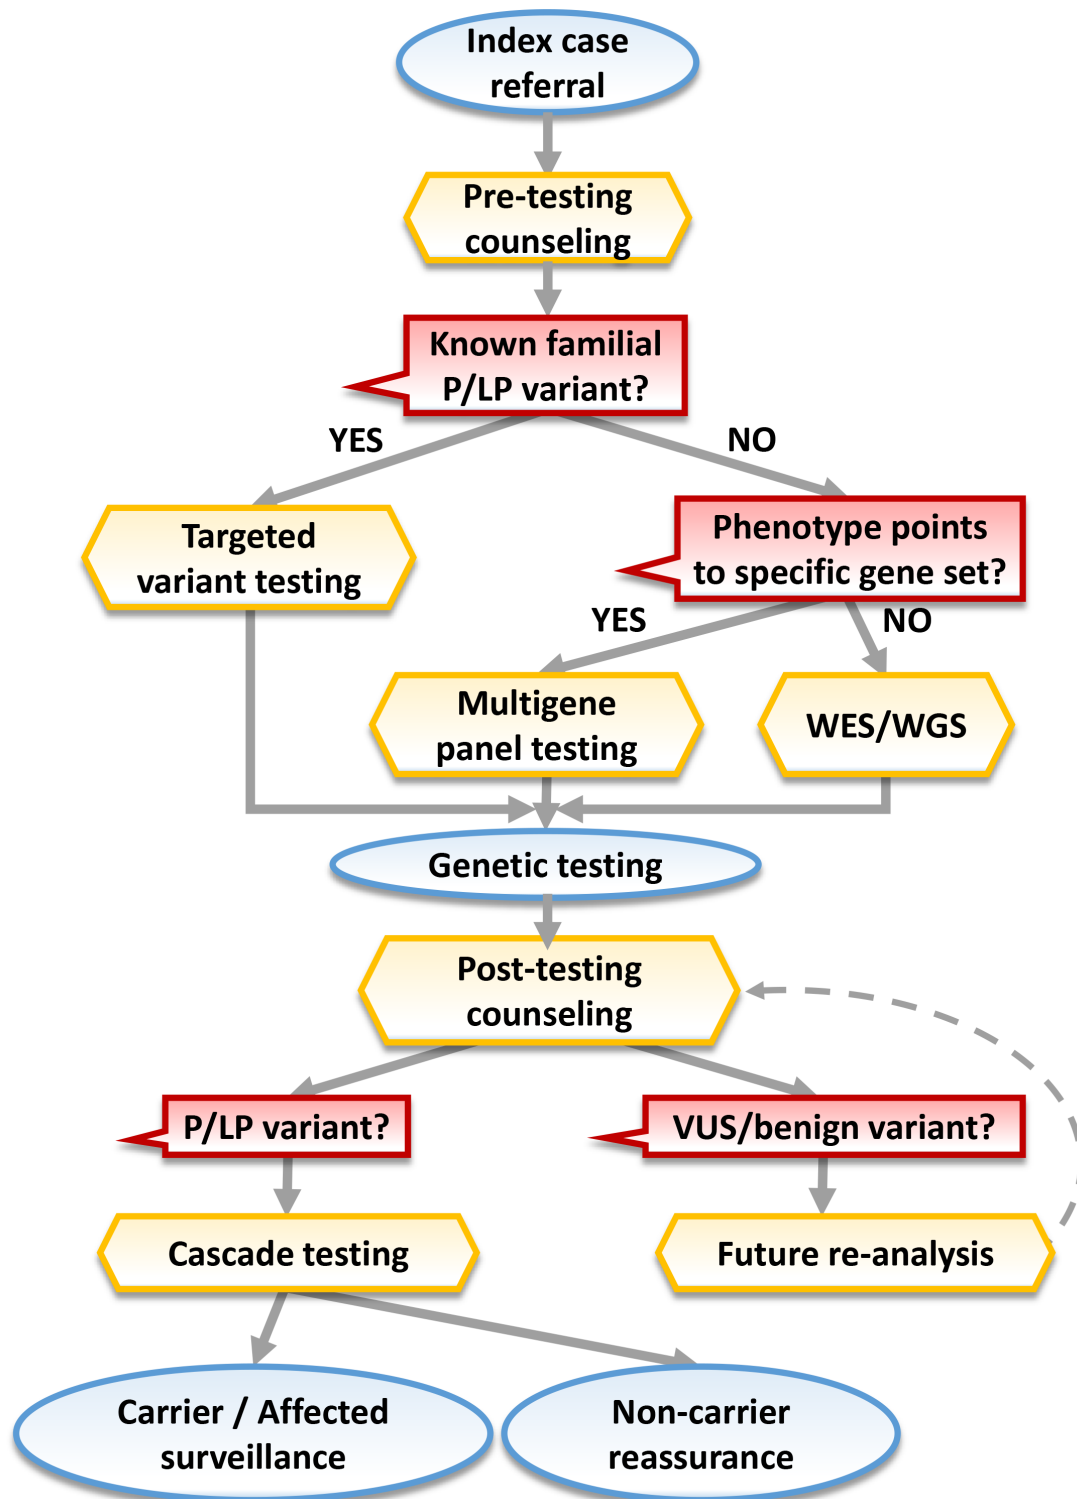 Index case
referral
Pre-testing
counseling
Known familial
P/LP variant?
YES
NO
Targeted
variant testing
Phenotype points
to specific gene set?
YES
NO
Multigene
panel testing
WES/WGS
Genetic testing
Post-testing
counseling
P/LP variant?
VUS/benign variant?
Cascade testing
Future re-analysis
Carrier / Affected
surveillance
Non-carrier
reassurance